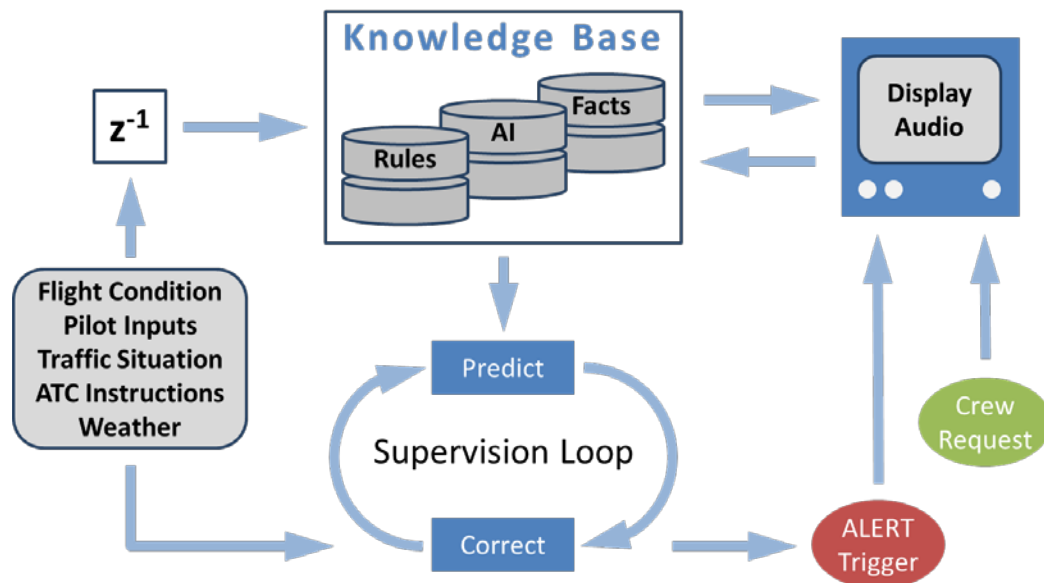 Knowledge Base
Facts
AI
Rules
z⁻¹
Display
Audio
Flight Condition
Pilot Inputs
Traffic Situation
ATC Instructions
Weather
Predict
Supervision Loop
Correct
Crew
Request
ALERT
Trigger